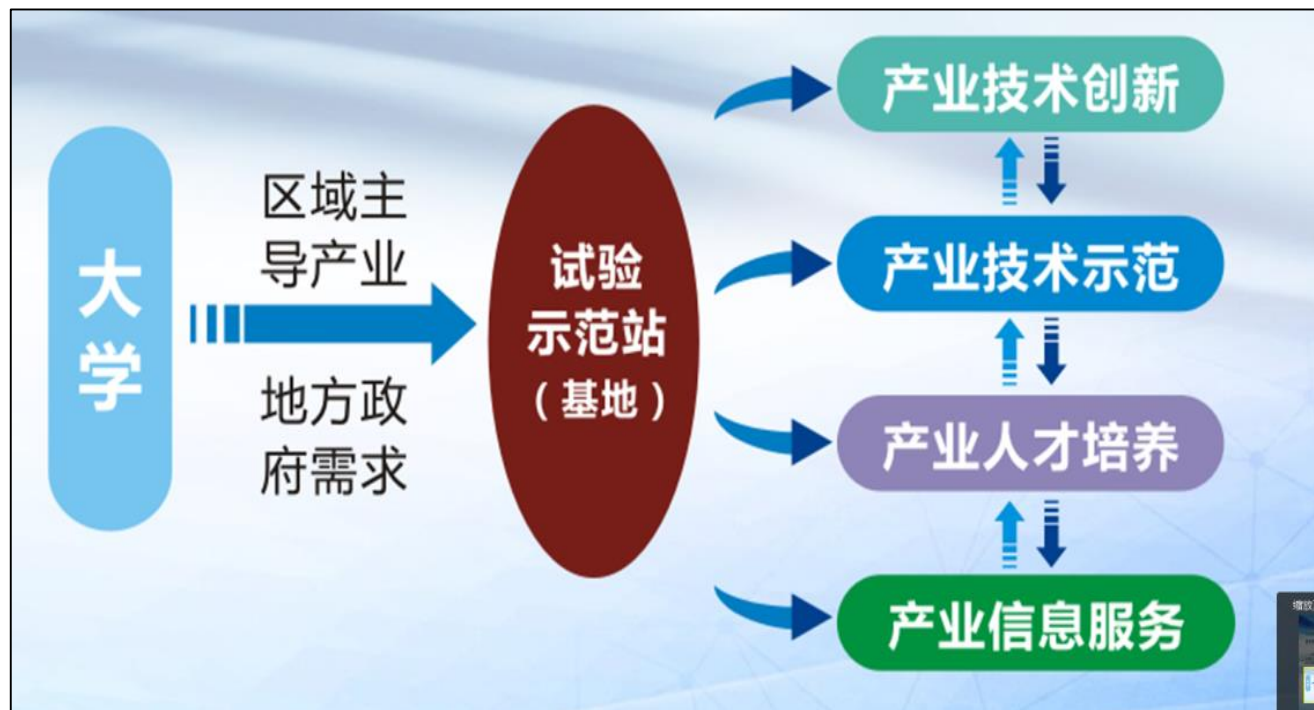 大
学
区域主
导产业
地方政
府需求
试验
示范站
（基地）
产业技术创新
产业技术示范
产业人才培养
产业信息服务
缩放